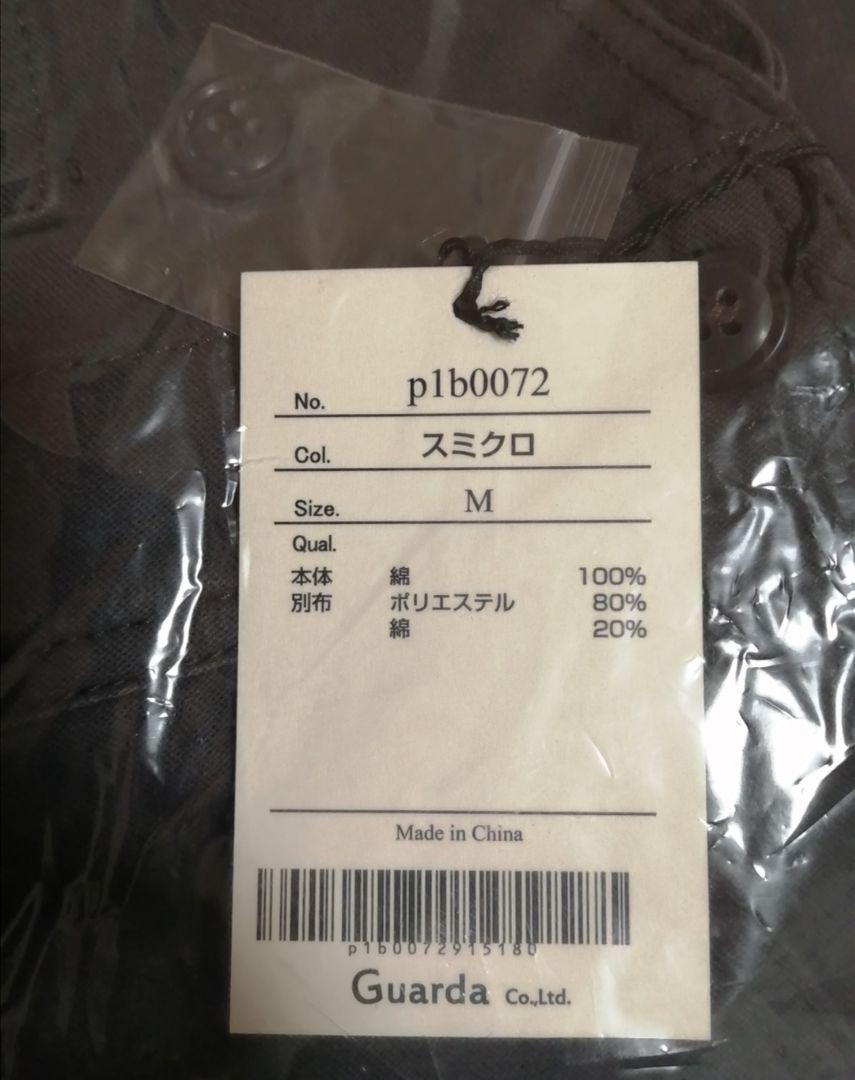 No. p1b0072
Col. スミクロ
Size. M
Qual.
本体 綿 100%
別布 ポリエステル 80%
綿 20%
Made in China
p1b0072915180
Guarda Co.,Ltd.